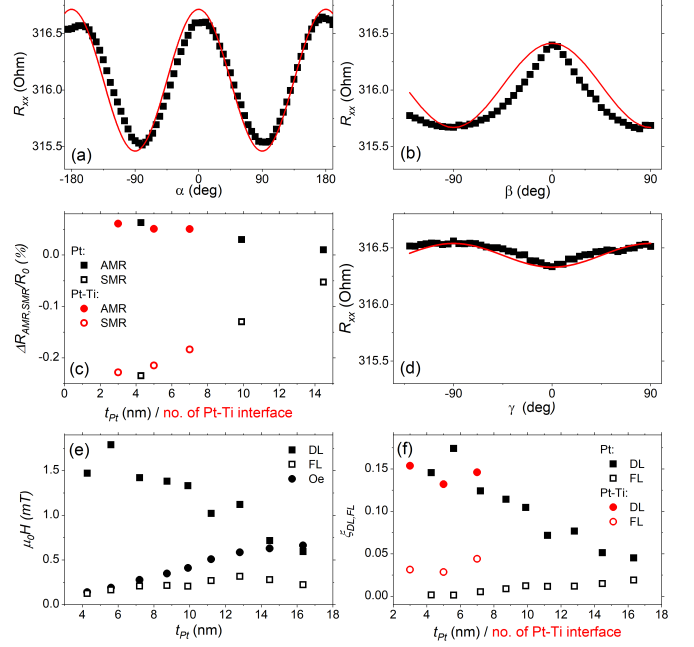 316.5
316.0
315.5
R_xx (Ohm)
(a)
-180 -90 0 90 180
α (deg)
316.5
316.0
315.5
R_xx (Ohm)
(b)
-90 0 90
β (deg)
0.0
-0.1
-0.2
ΔR_AMR,SMR/R_0 (%)
Pt:
AMR
SMR
Pt-Ti:
AMR
SMR
(c)
0 2 4 6 8 10 12 14
t_Pt (nm) / no. of Pt-Ti interface
316.5
316.0
315.5
R_xx (Ohm)
(d)
-90 0 90
γ (deg)
(e)
DL
FL
Oe
1.5
1.0
0.5
0.0
μ_0H (mT)
4 6 8 10 12 14 16 18
t_Pt (nm)
(f)
Pt:
DL
FL
Pt-Ti:
DL
FL
0.15
0.10
0.05
0.00
ξ_DL,FL
2 4 6 8 10 12 14 16 18
t_Pt (nm) / no. of Pt-Ti interface